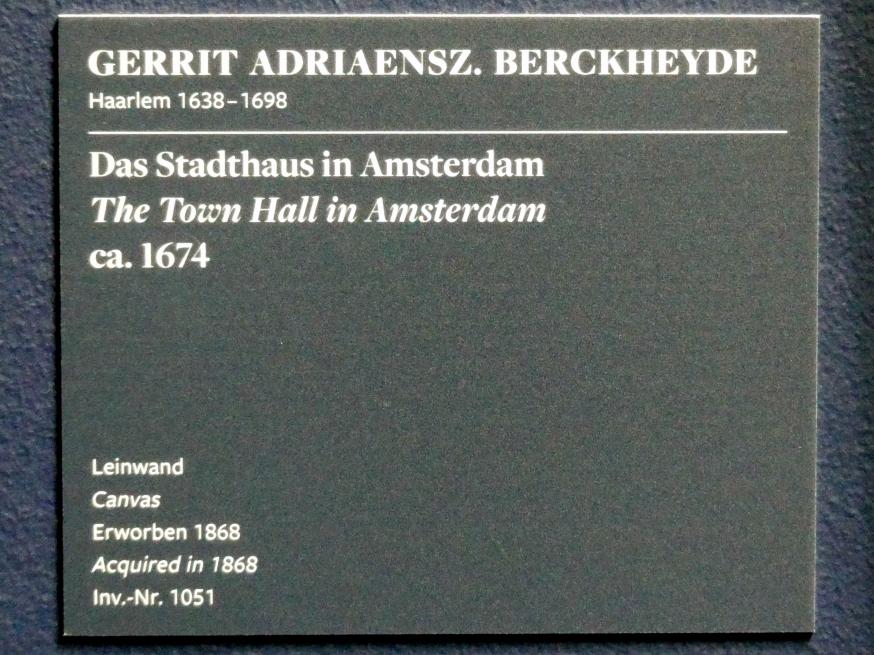 GERRIT ADRIAENSZ. BERCKHEYDE
Haarlem 1638–1698
Das Stadthaus in Amsterdam
The Town Hall in Amsterdam
ca. 1674
Leinwand
Canvas
Erworben 1868
Acquired in 1868
Inv.-Nr. 1051